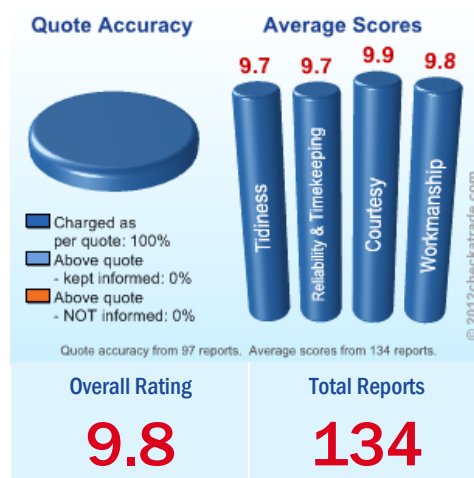 Quote Accuracy
Average Scores
9.7
9.7
9.9
9.8
Tidiness
Reliability & Timekeeping
Courtesy
Workmanship
Charged as
per quote: 100%
Above quote
- kept informed: 0%
Above quote
- NOT informed: 0%
© 2012checkatrade.com
Quote accuracy from 97 reports. Average scores from 134 reports.
Overall Rating
Total Reports
9.8
134